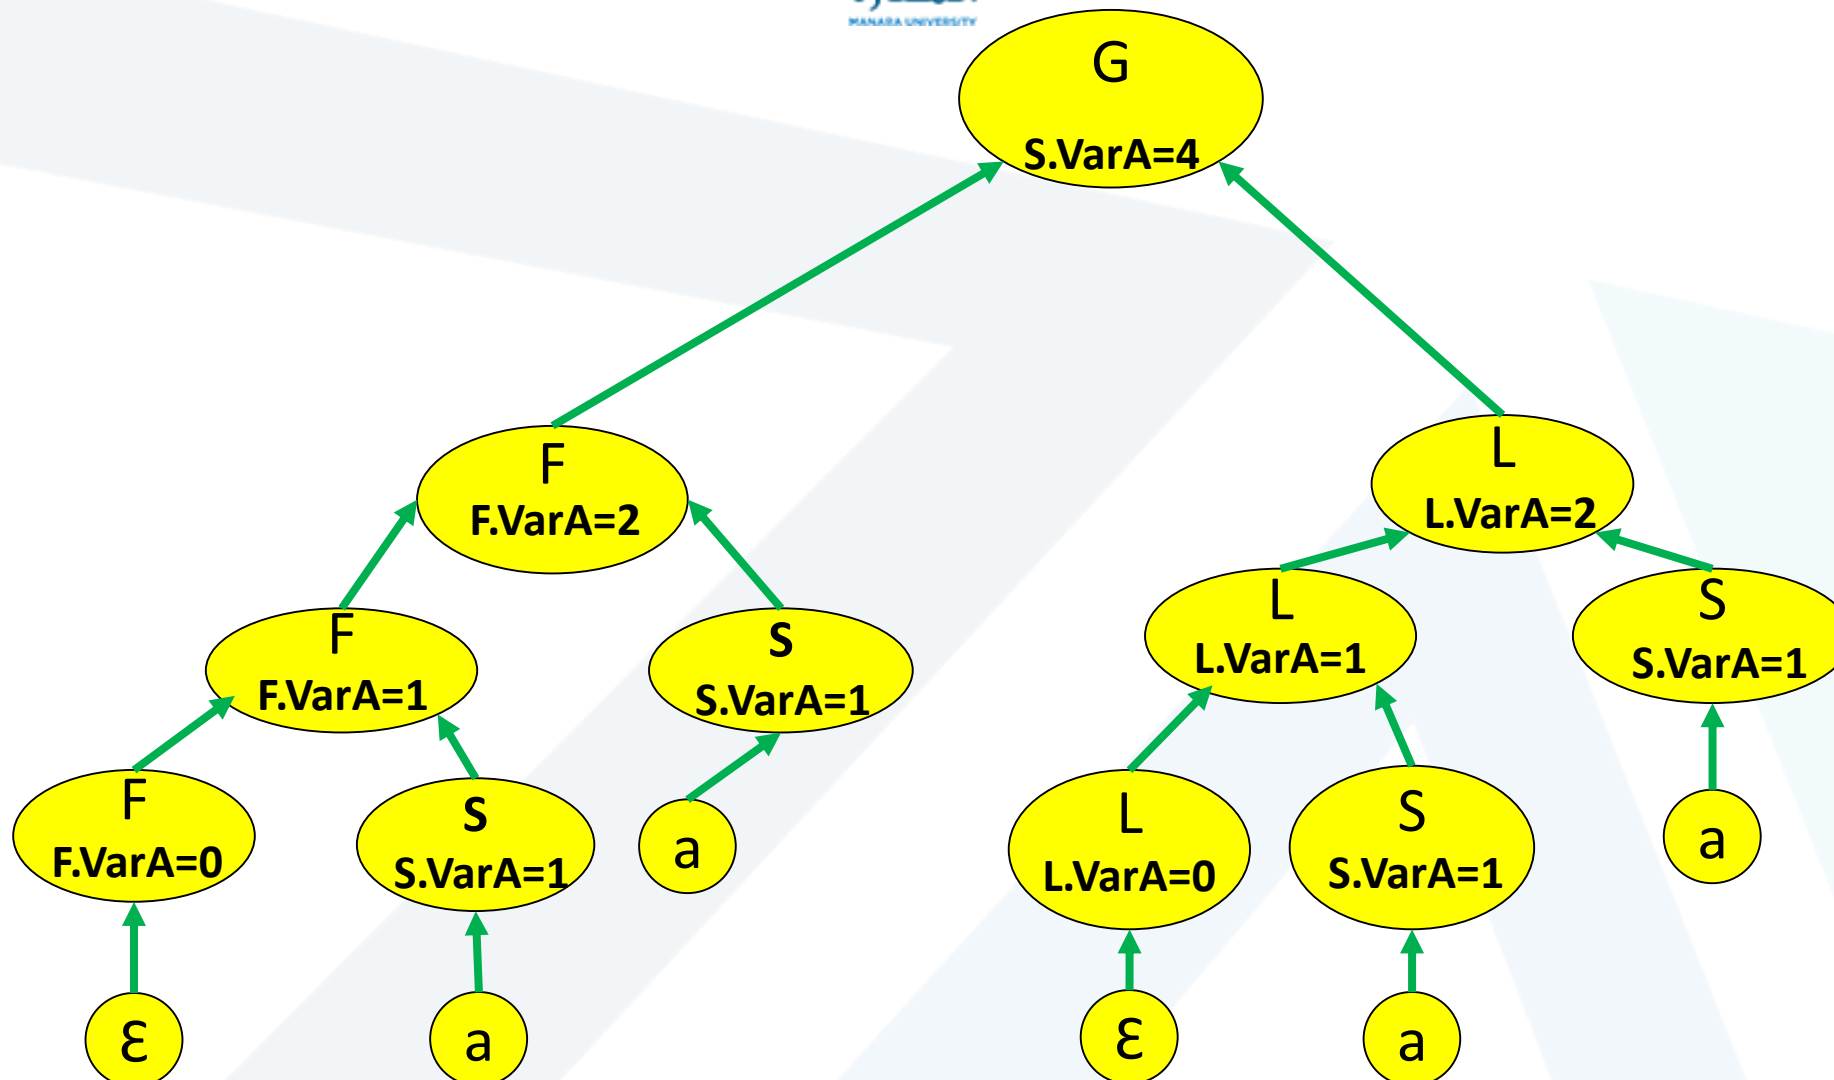 MANARA UNIVERSITY
G
S.VarA=4
F
F.VarA=2
L
L.VarA=2
F
F.VarA=1
S
S.VarA=1
L
L.VarA=1
S
S.VarA=1
F
F.VarA=0
S
S.VarA=1
a
L
L.VarA=0
S
S.VarA=1
a
Ɛ
a
Ɛ
a